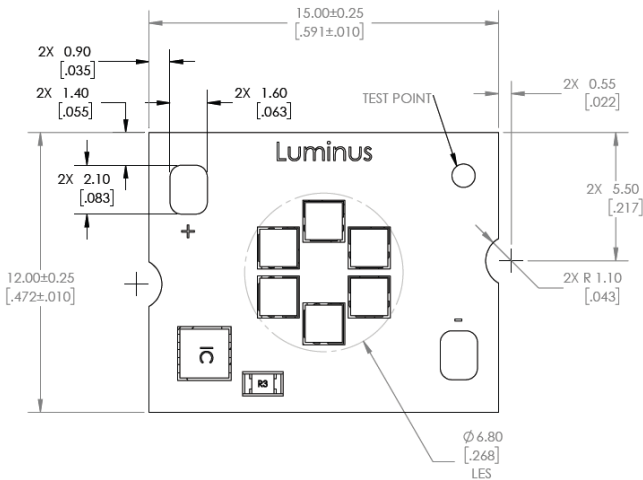 15.00±0.25
[.591±.010]
2X 0.90
[.035]
2X 0.55
[.022]
2X 1.40
[.055]
2X 1.60
[.063]
TEST POINT
Luminus
2X 2.10
[.083]
2X 5.50
[.217]
+
12.00±0.25
[.472±.010]
2X R 1.10
[.043]
-
IC
R3
Ø 6.80
[.268]
LES